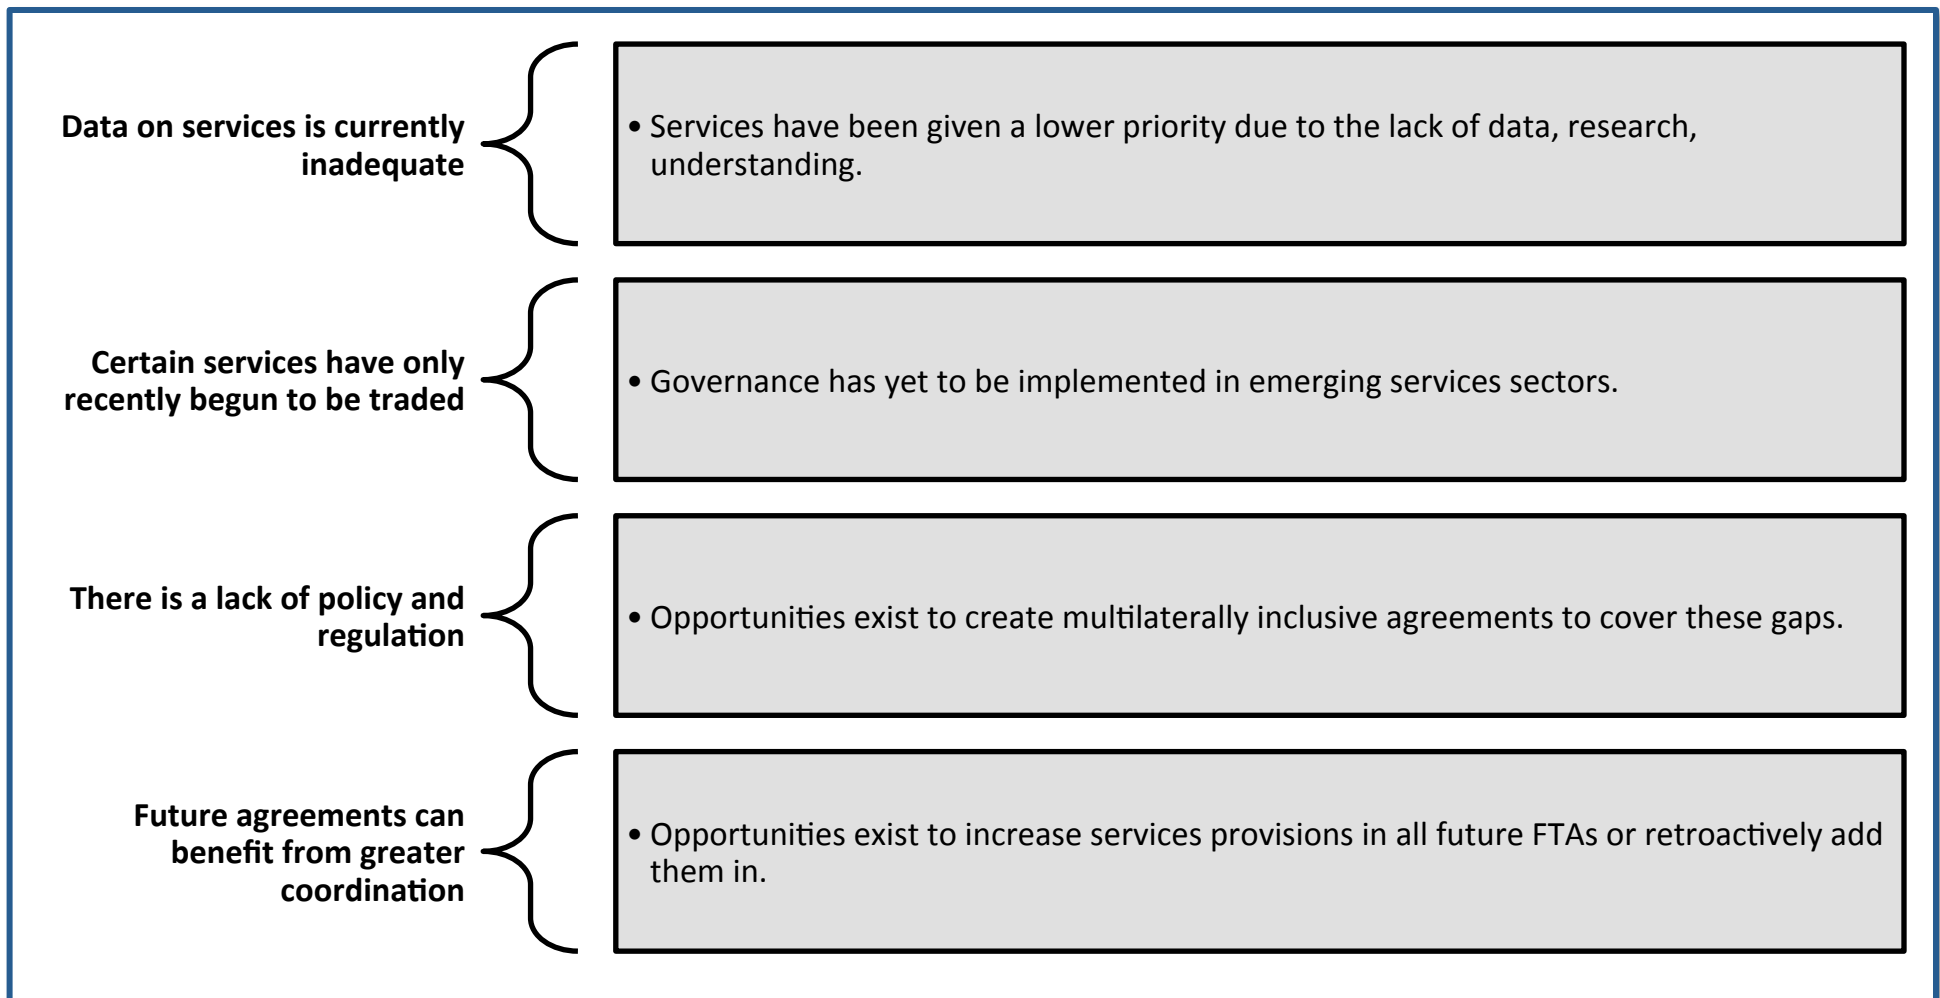 Data on services is currently
inadequate
• Services have been given a lower priority due to the lack of data, research,
understanding.
Certain services have only
recently begun to be traded
• Governance has yet to be implemented in emerging services sectors.
There is a lack of policy and
regulation
• Opportunities exist to create multilaterally inclusive agreements to cover these gaps.
Future agreements can
benefit from greater
coordination
• Opportunities exist to increase services provisions in all future FTAs or retroactively add
them in.